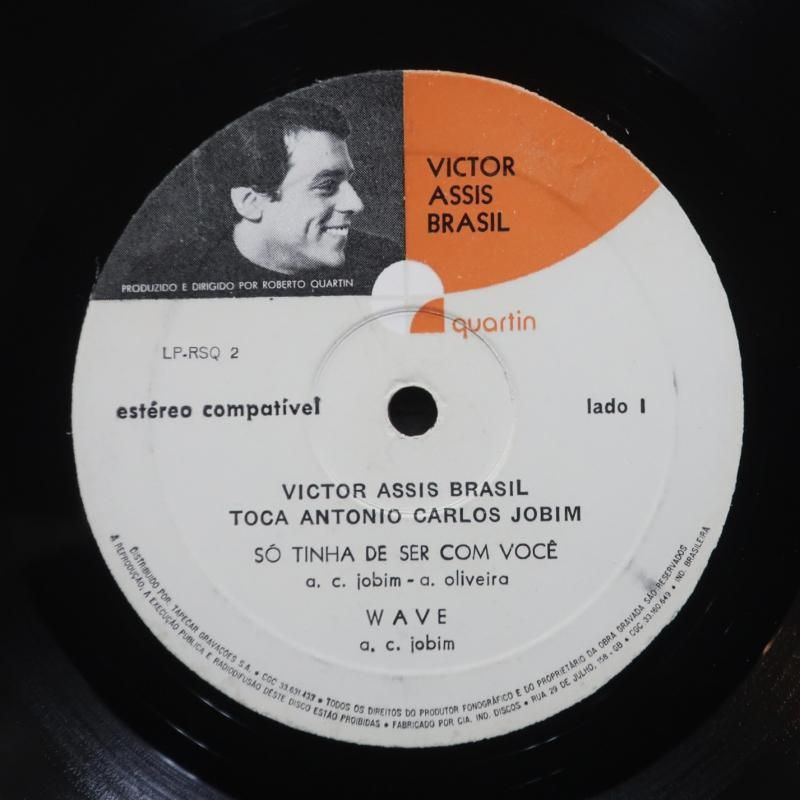 VICTOR
ASSIS
BRASIL
PRODUZIDO E DIRIGIDO POR ROBERTO QUARTIN
quartin
LP-RSQ 2
estéreo compatível
lado I
VICTOR ASSIS BRASIL
TOCA ANTONIO CARLOS JOBIM
SÓ TINHA DE SER COM VOCÊ
a. c. jobim - a. oliveira
WAVE
a. c. jobim
DISTRIBUIDO POR TAPECAR GRAVAÇÕES S.A. • CGC 33.631.433 • TODOS OS DIREITOS DO PRODUTOR FONOGRÁFICO E DO PROPRIETÁRIO DA OBRA GRAVADA SÃO RESERVADOS
A REPRODUÇÃO, A EXECUÇÃO PUBLICA E RADIODIFUSÃO DESTE DISCO ESTÃO PROIBIDAS • FABRICADO POR CIA. IND. DISCOS • RUA 29 DE JULHO, 158 - GB • CGC 33.160.649 • IND. BRASILEIRA